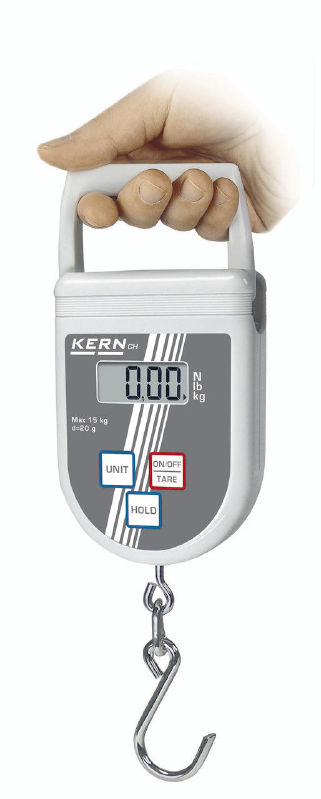 KERN CH
0.00
N
lb
kg
Max 15 kg
d=20 g
UNIT
ON/OFF
TARE
HOLD